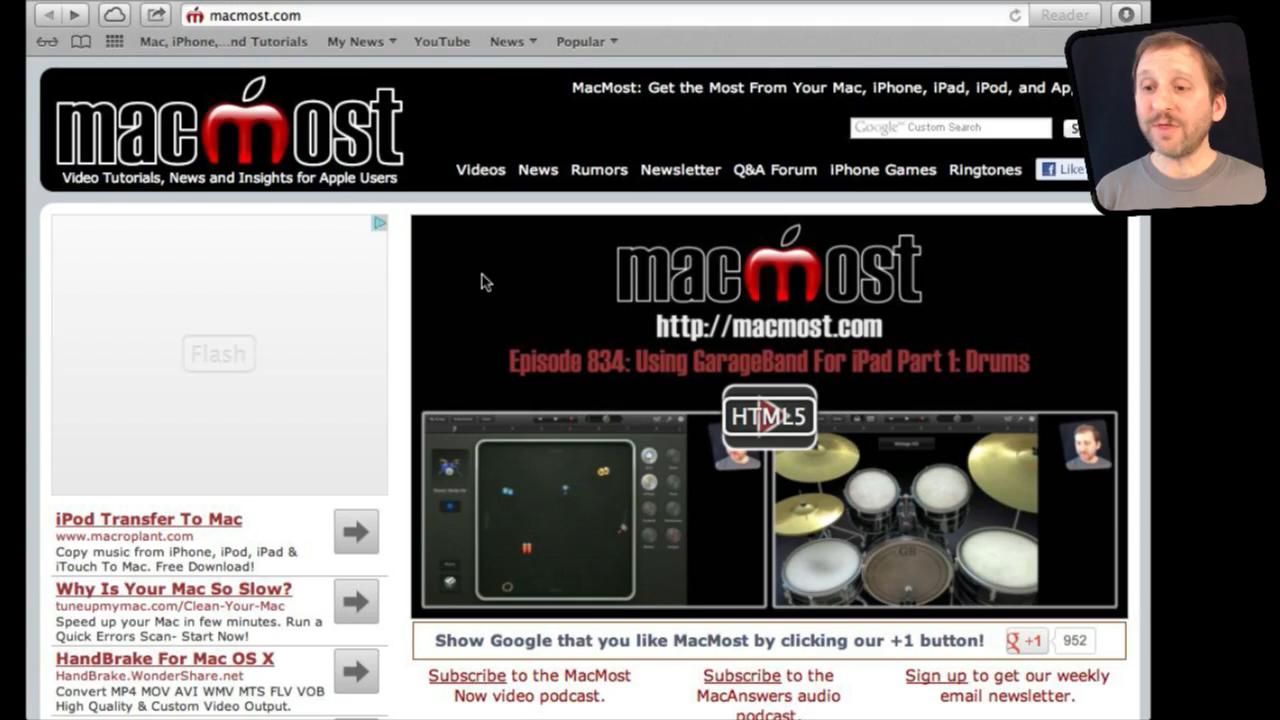 macmost.com
Reader
Mac, iPhone,...nd Tutorials My News YouTube News Popular
MacMost: Get the Most From Your Mac, iPhone, iPad, iPod, and
macmost
Google™ Custom Search
Video Tutorials, News and Insights for Apple Users
Videos News Rumors Newsletter Q&A Forum iPhone Games Ringtones Like
macmost
http://macmost.com
Episode 834: Using GarageBand For iPad Part 1: Drums
Flash
HTML5
GB
iPod Transfer To Mac
www.macroplant.com
Copy music from iPhone, iPod, iPad &
iTouch To Mac. Free Download!
Why Is Your Mac So Slow?
tuneupmymac.com/Clean-Your-Mac
Speed up your Mac in few minutes. Run a
Quick Errors Scan- Start Now!
HandBrake For Mac OS X
HandBrake.WonderShare.net
Convert MP4 MOV AVI WMV MTS FLV VOB
High Quality & Custom Video Output.
Show Google that you like MacMost by clicking our +1 button!
g +1 952
Subscribe to the MacMost
Now video podcast.
Subscribe to the
MacAnswers audio
podcast.
Sign up to get our weekly
email newsletter.